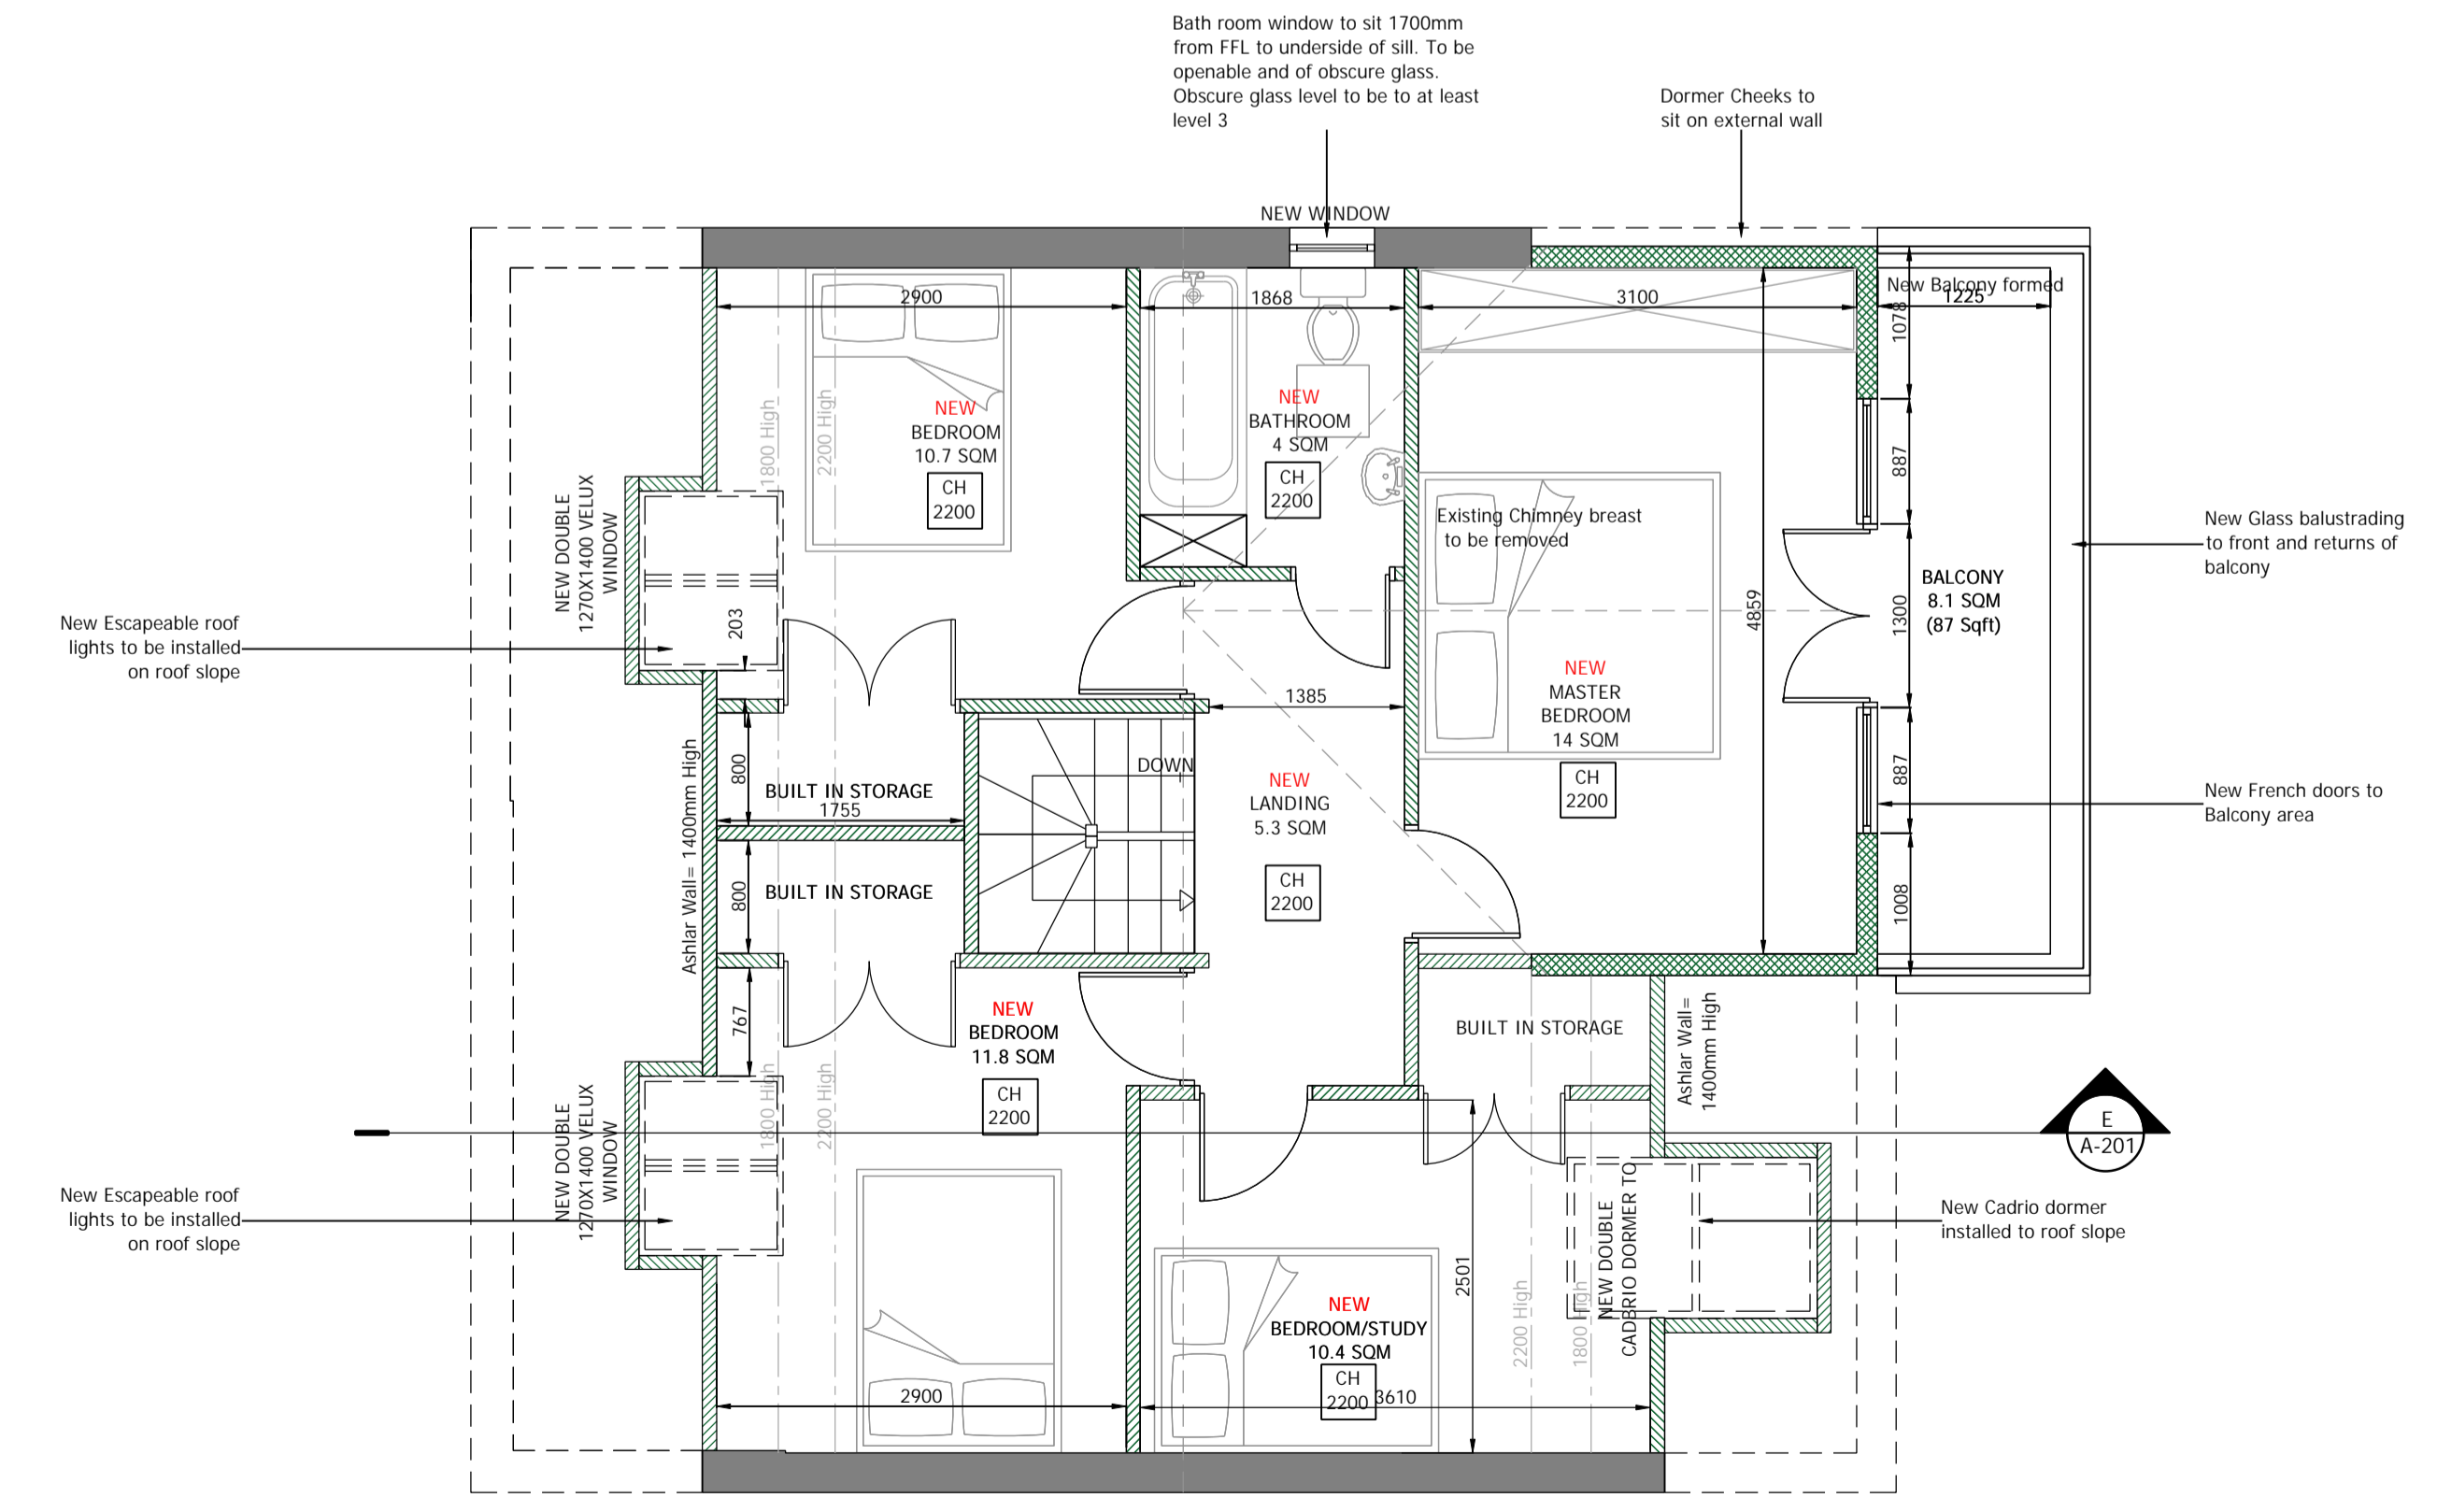 Bath room window to sit 1700mm
from FFL to underside of sill. To be
openable and of obscure glass.
Obscure glass level to be to at least
level 3
Dormer Cheeks to
sit on external wall
NEW WINDOW
2900
1868
3100
New Balcony formed
1225
1078
NEW
BEDROOM
10.7 SQM
CH
2200
1800 High
2200 High
NEW
BATHROOM
4 SQM
CH
2200
887
Existing Chimney breast
to be removed
NEW DOUBLE
1270X1400 VELUX
WINDOW
New Glass balustrading
to front and returns of
balcony
BALCONY
8.1 SQM
(87 Sqft)
1300
4859
203
New Escapeable roof
lights to be installed
on roof slope
NEW
MASTER
BEDROOM
14 SQM
CH
2200
1385
DOWN
NEW
LANDING
5.3 SQM
CH
2200
800
BUILT IN STORAGE
1755
887
New French doors to
Balcony area
Ashlar Wall= 1400mm High
800
BUILT IN STORAGE
1008
767
NEW
BEDROOM
11.8 SQM
CH
2200
BUILT IN STORAGE
Ashlar Wall=
1400mm High
1800 High
2200 High
NEW DOUBLE
1270X1400 VELUX
WINDOW
E
A-201
New Escapeable roof
lights to be installed
on roof slope
New Cadrio dormer
installed to roof slope
NEW DOUBLE
CADBRIO DORMER TO
2501
2200 High
1800 High
NEW
BEDROOM/STUDY
10.4 SQM
CH
2200
3610
2900